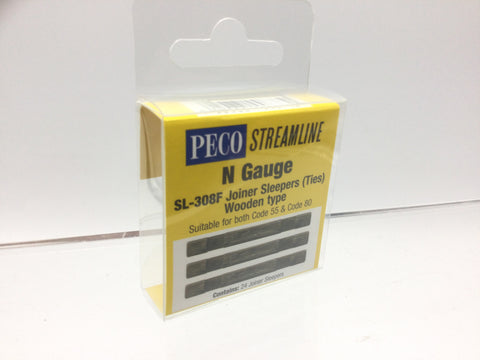 PECO STREAMLINE
N Gauge
SL-308F Joiner Sleepers (Ties)
Wooden type
Suitable for both Code 55 & Code 80
Contains: 24 Joiner Sleepers